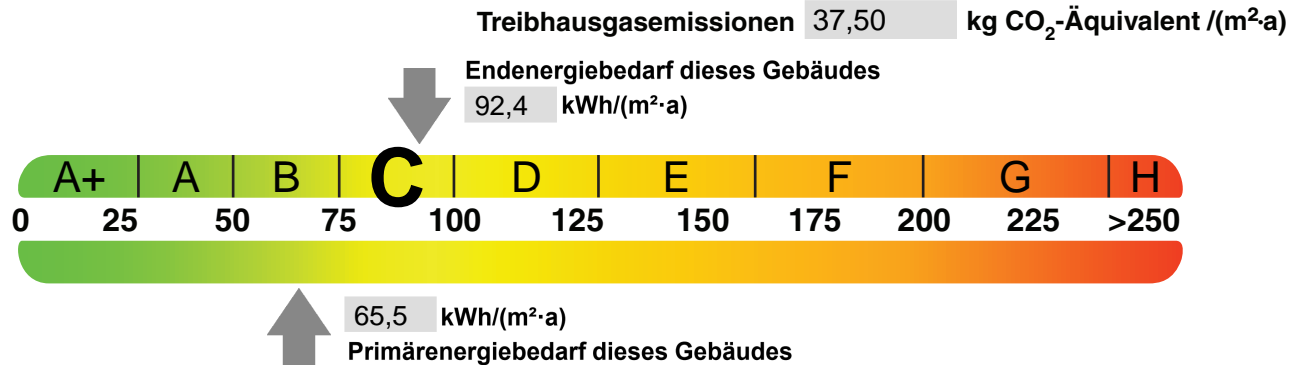 Treibhausgasemissionen 37,50 kg CO₂-Äquivalent /(m²·a)
Endenergiebedarf dieses Gebäudes
92,4 kWh/(m²·a)
A+ A B C D E F G H
0 25 50 75 100 125 150 175 200 225 >250
65,5 kWh/(m²·a)
Primärenergiebedarf dieses Gebäudes